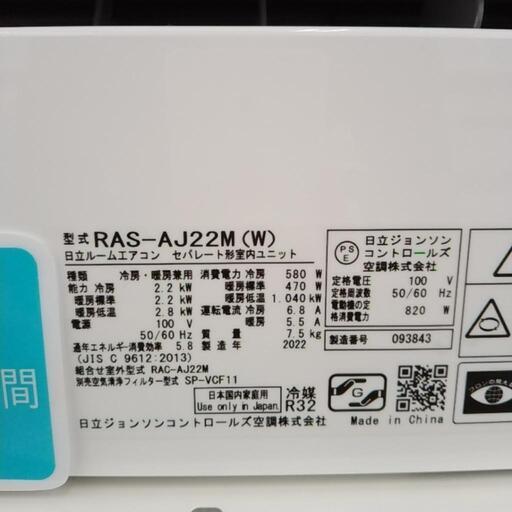 型式 RAS-AJ22M(W)
日立ルームエアコン セパレート形室内ユニット
種類 冷房・暖房兼用
能力 冷房 2.2 kW
暖房標準 2.2 kW
暖房低温 2.8 kW
電源 100 V
50/60 Hz
消費電力 冷房 580 W
暖房標準 470 W
暖房低温 1.040 kW
運転電流 冷房 6.8 A
暖房 5.5 A
質量 7.5 kg
通年エネルギー消費効率 5.8 製造年 2022
(JIS C 9612:2013)
組合せ室外型式 RAC-AJ22M
別売空気清浄フィルター型式 SP-VCF11
日本国内家庭用
Use only in Japan.
冷媒
R32
日立ジョンソンコントロールズ空調株式会社
PS
E
日立ジョンソン
コントロールズ
空調株式会社
定格電圧 100 V
定格周波数 50/60 Hz
電動機の定
格消費電力 820 W
製造番号 093843
G
Made in China
フロンの見え
間